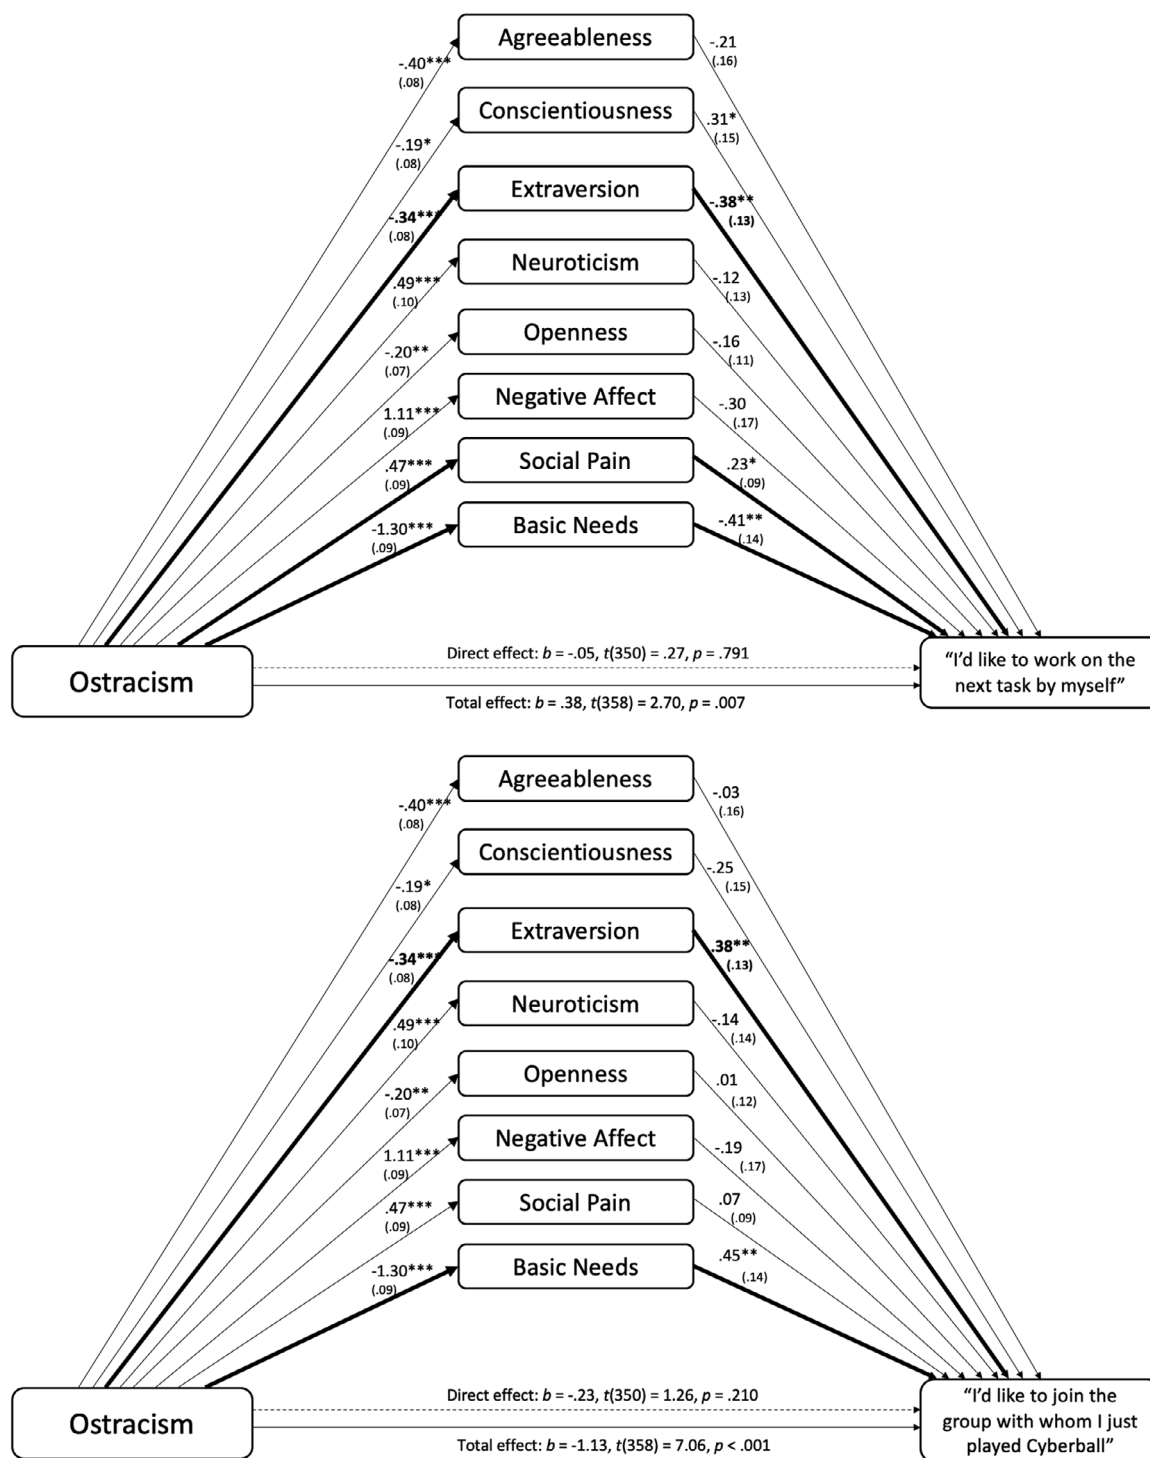 Agreeableness
-.40***
(.08)
-.21
(.16)
Conscientiousness
-.19*
(.08)
.31*
(.15)
Extraversion
-.34***
(.08)
-.38**
(.13)
Neuroticism
.49***
(.10)
-.12
(.13)
Openness
-.20**
(.07)
-.16
(.11)
Negative Affect
1.11***
(.09)
-.30
(.17)
Social Pain
.47***
(.09)
.23*
(.09)
Basic Needs
-1.30***
(.09)
-.41**
(.14)
Ostracism
Direct effect: b = -.05, t(350) = .27, p = .791
Total effect: b = .38, t(358) = 2.70, p = .007
“I’d like to work on the
next task by myself”
Agreeableness
-.40***
(.08)
-.03
(.16)
Conscientiousness
-.19*
(.08)
-.25
(.15)
Extraversion
-.34***
(.08)
.38**
(.13)
Neuroticism
.49***
(.10)
-.14
(.14)
Openness
-.20**
(.07)
.01
(.12)
Negative Affect
1.11***
(.09)
-.19
(.17)
Social Pain
.47***
(.09)
.07
(.09)
Basic Needs
-1.30***
(.09)
.45**
(.14)
Ostracism
Direct effect: b = -.23, t(350) = 1.26, p = .210
Total effect: b = -1.13, t(358) = 7.06, p < .001
“I’d like to join the
group with whom I just
played Cyberball”